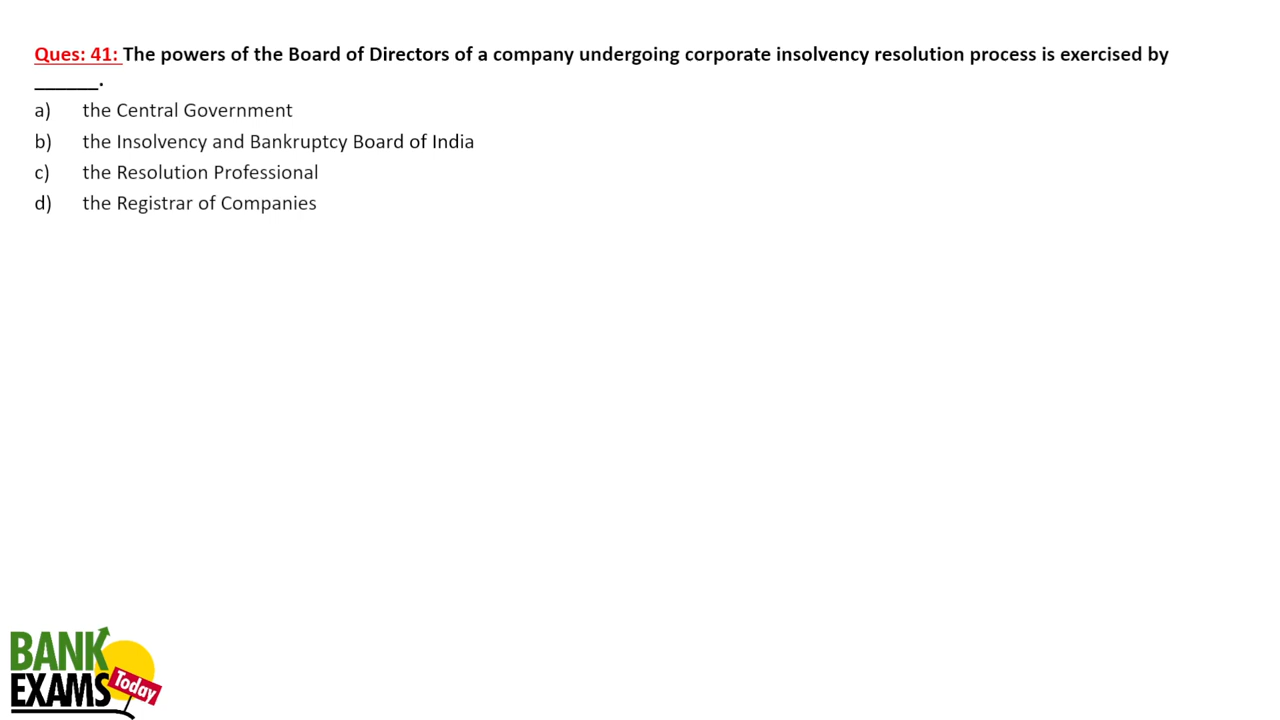 Ques: 41: The powers of the Board of Directors of a company undergoing corporate insolvency resolution process is exercised by
______.
a) the Central Government
b) the Insolvency and Bankruptcy Board of India
c) the Resolution Professional
d) the Registrar of Companies
BANK
EXAMS
Today